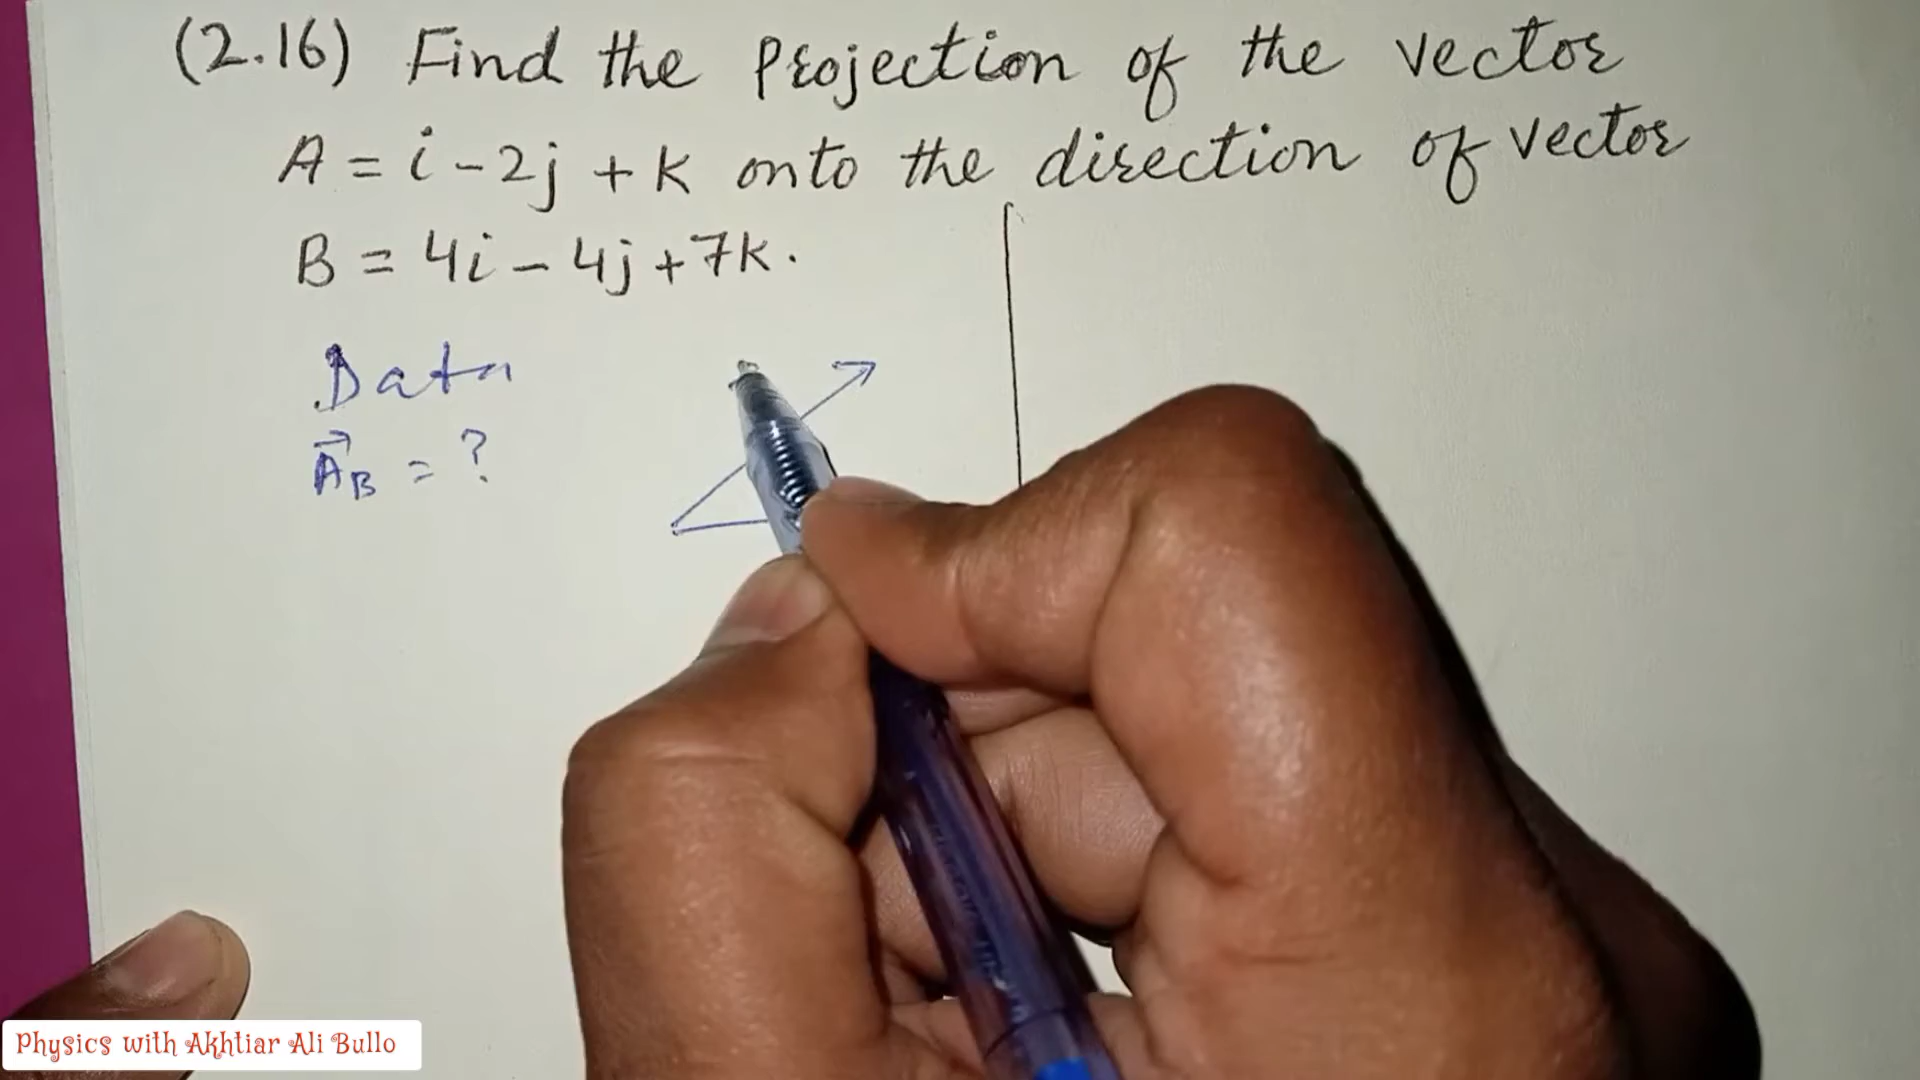 (2.16) Find the Projection of the vector
A = i - 2j + k onto the direction of vector
B = 4i - 4j + 7k.
Data
A⃗_B = ?
Physics with Akhtiar Ali Bullo